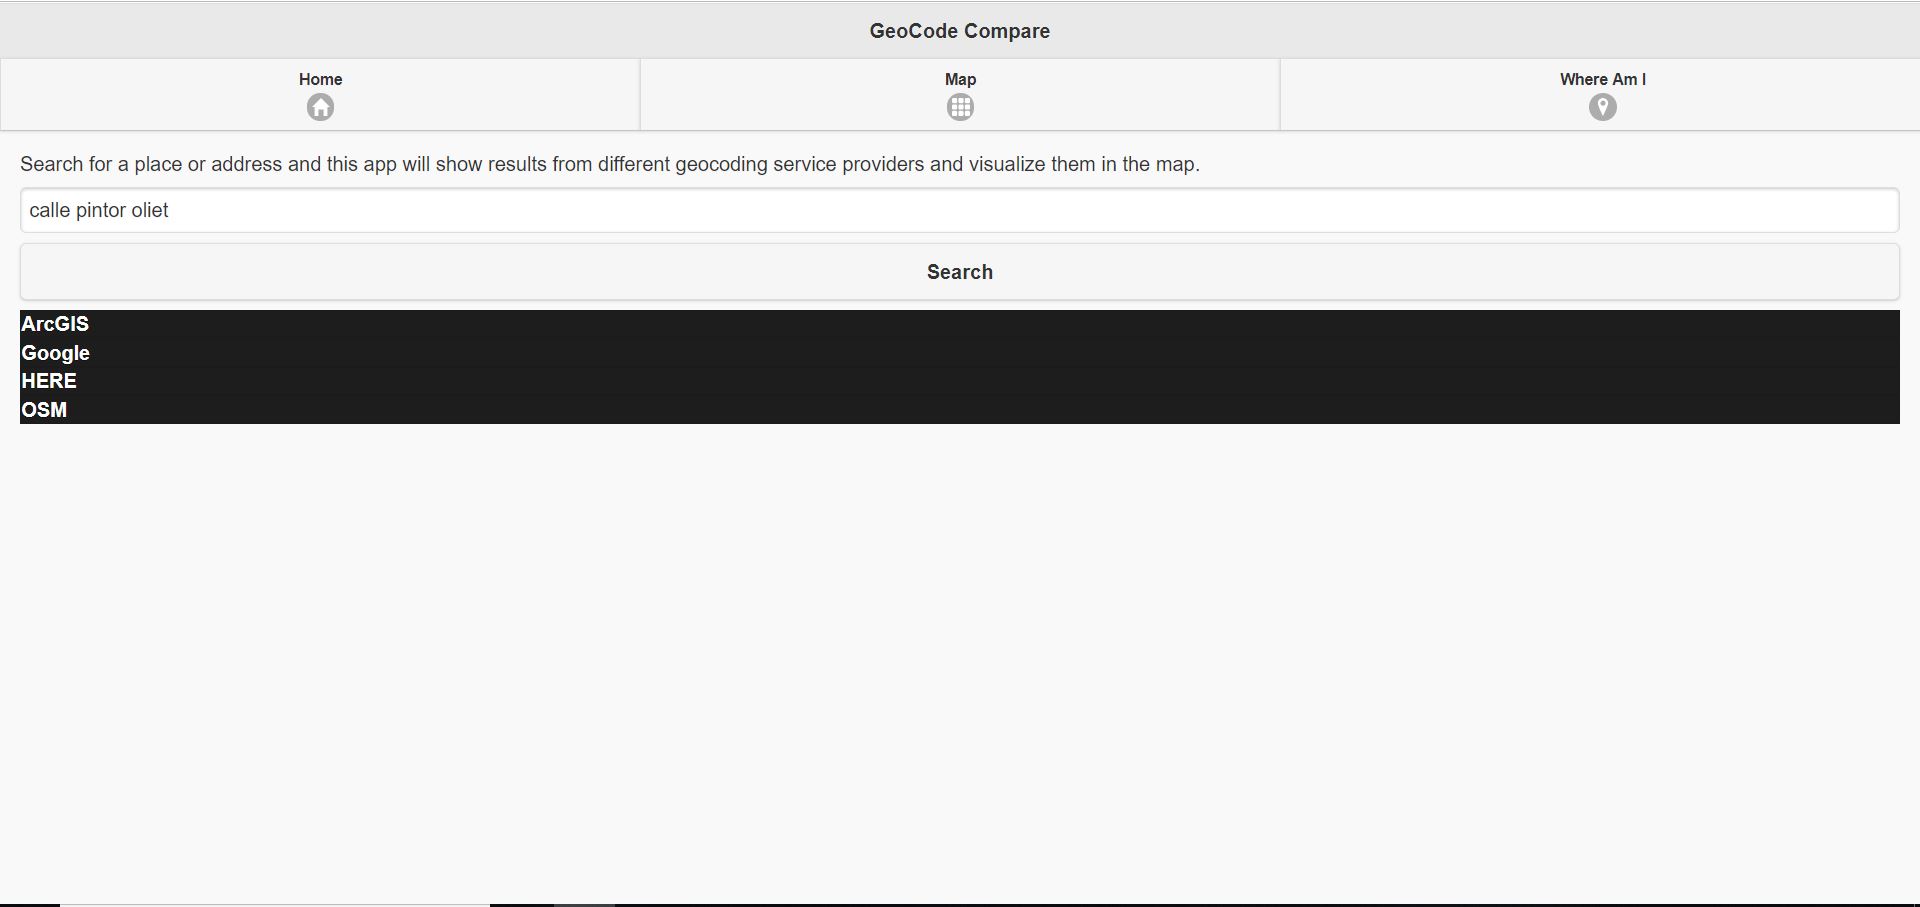 GeoCode Compare
Home
Map
Where Am I
Search for a place or address and this app will show results from different geocoding service providers and visualize them in the map.
calle pintor oliet
Search
ArcGIS
Google
HERE
OSM